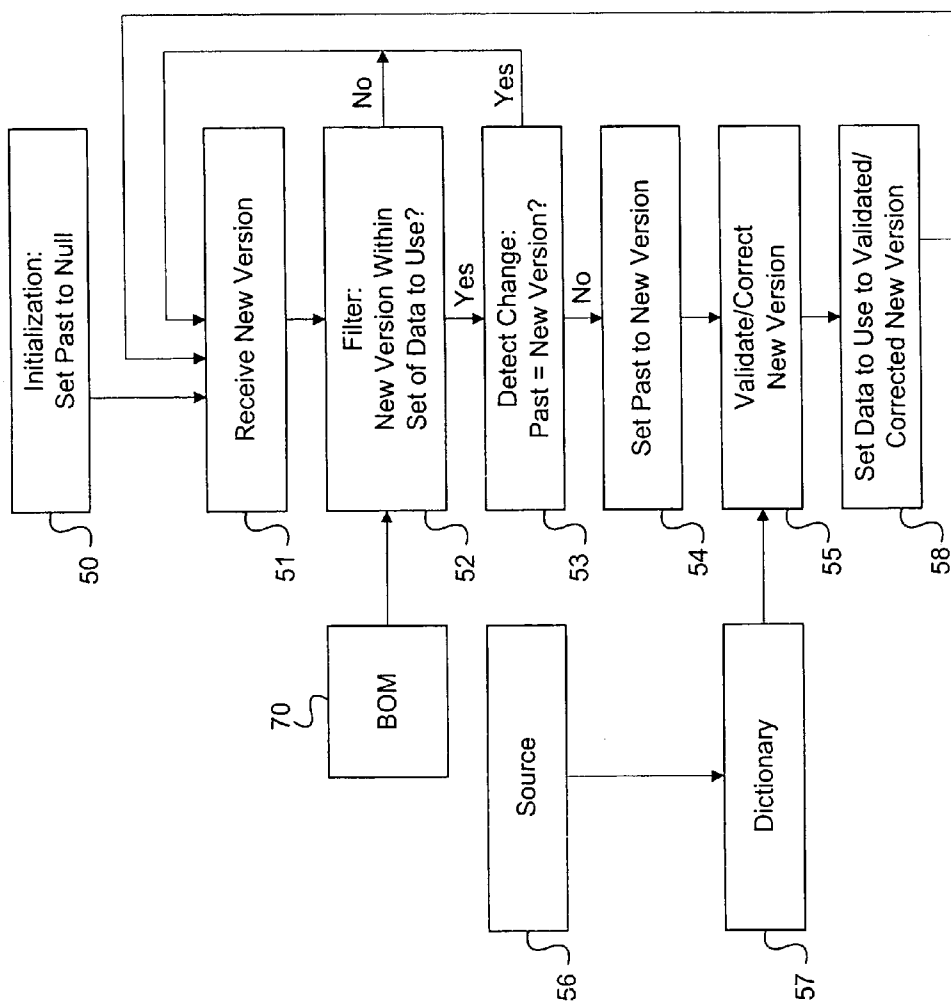 Initialization:
Set Past to Null
50
Receive New Version
51
No
Filter:
New Version Within
Set of Data to Use?
52
70
BOM
Yes
Yes
Detect Change:
Past = New Version?
53
No
Source
56
Set Past to New Version
54
Validate/Correct
New Version
55
Dictionary
57
Set Data to Use to Validated/
Corrected New Version
58